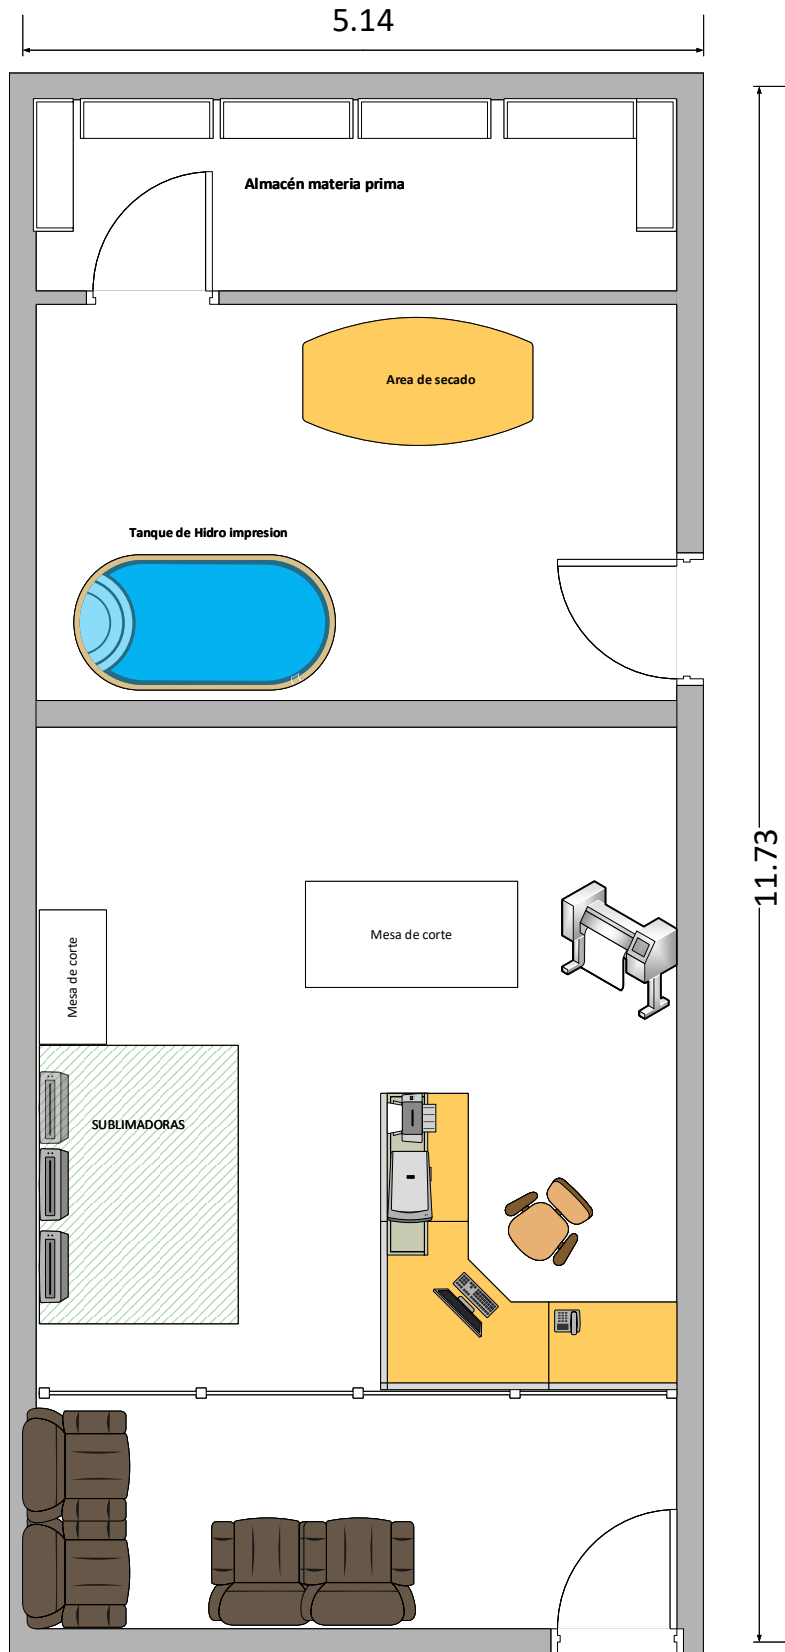 5.14
Almacén materia prima
Area de secado
Tanque de Hidro impresion
11.73
Mesa de corte
Mesa de corte
SUBLIMADORAS